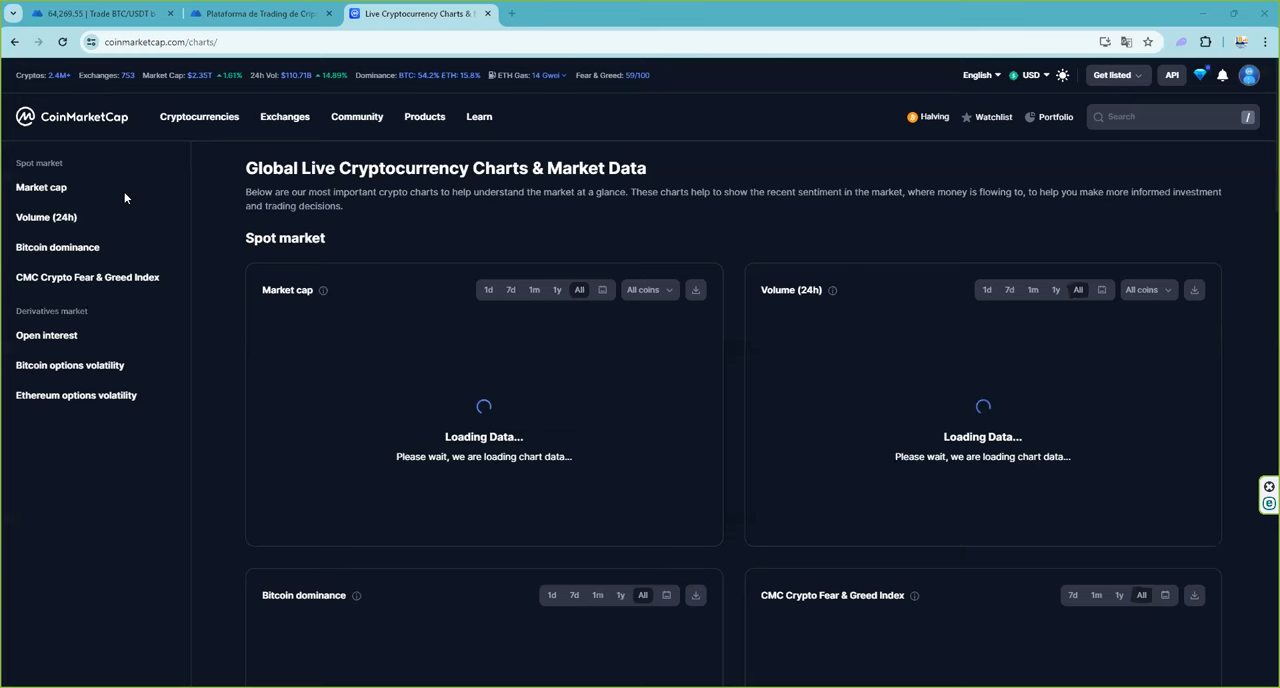 64,269.55 | Trade BTC/USDT b
Plataforma de Trading de Crip
Live Cryptocurrency Charts &
coinmarketcap.com/charts/
Cryptos: 2.4M+ Exchanges: 753 Market Cap: $2.35T 1.61% 24h Vol: $110.71B 14.89% Dominance: BTC: 54.2% ETH: 15.8% ETH Gas: 14 Gwei Fear & Greed: 59/100
English USD Get listed API
CoinMarketCap Cryptocurrencies Exchanges Community Products Learn
Halving Watchlist Portfolio Search /
Spot market
Market cap
Volume (24h)
Bitcoin dominance
CMC Crypto Fear & Greed Index
Derivatives market
Open interest
Bitcoin options volatility
Ethereum options volatility
Global Live Cryptocurrency Charts & Market Data
Below are our most important crypto charts to help understand the market at a glance. These charts help to show the recent sentiment in the market, where money is flowing to, to help you make more informed investment
and trading decisions.
Spot market
Market cap 1d 7d 1m 1y All All coins
Loading Data...
Please wait, we are loading chart data...
Volume (24h) 1d 7d 1m 1y All All coins
Loading Data...
Please wait, we are loading chart data...
Bitcoin dominance 1d 7d 1m 1y All
CMC Crypto Fear & Greed Index 7d 1m 1y All